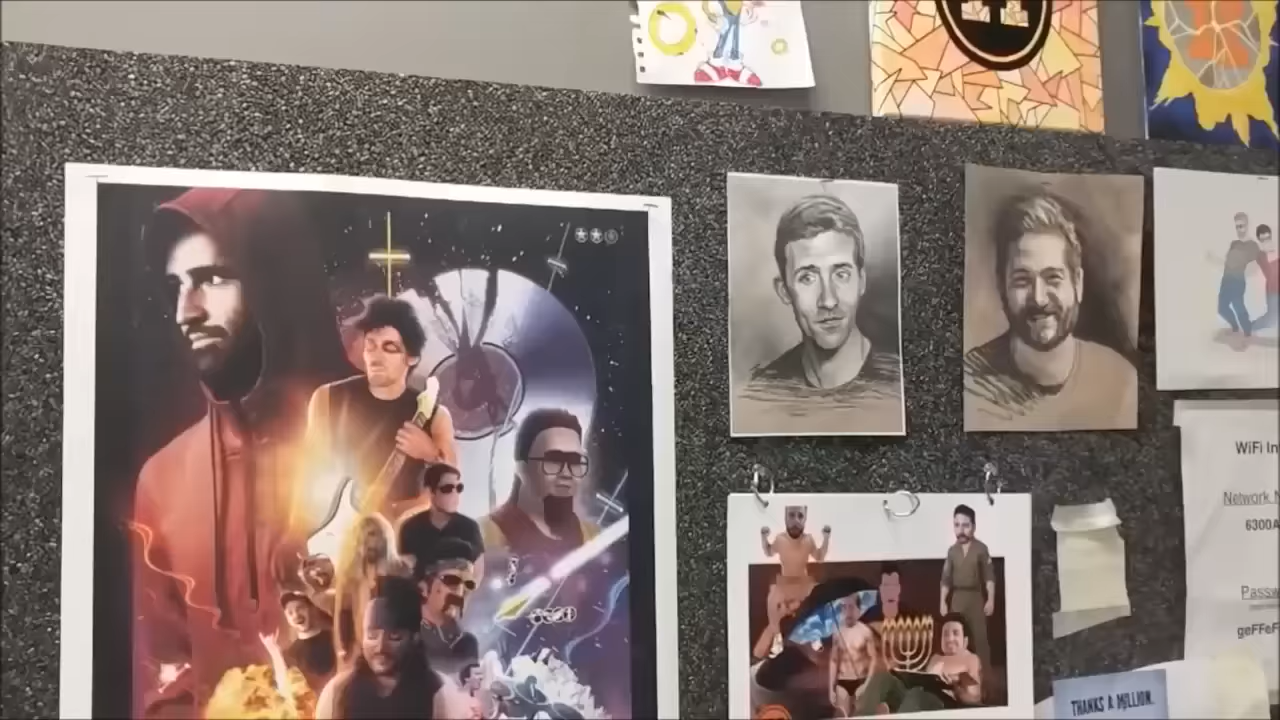 WiFi In
Network N
6300A
Passw
geFFeF
THANKS A MILLION.